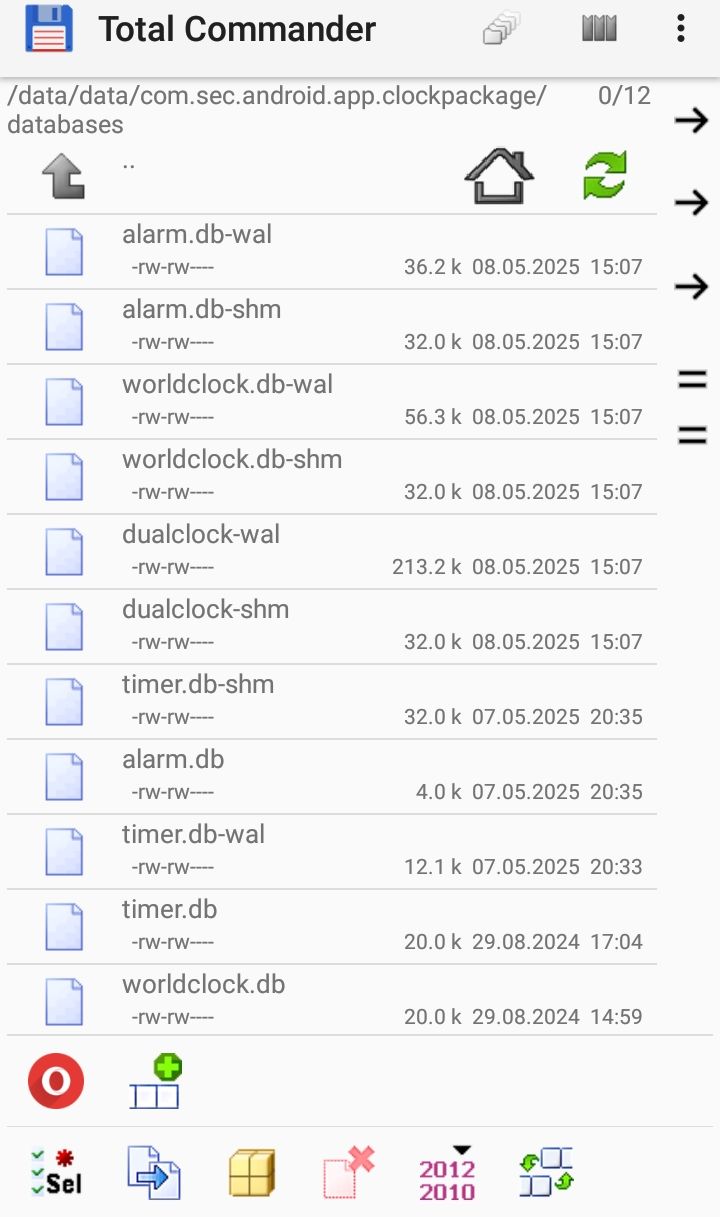 Total Commander
/data/data/com.sec.android.app.clockpackage/ 0/12
databases
..
alarm.db-wal
-rw-rw---- 36.2 k 08.05.2025 15:07
alarm.db-shm
-rw-rw---- 32.0 k 08.05.2025 15:07
worldclock.db-wal
-rw-rw---- 56.3 k 08.05.2025 15:07
worldclock.db-shm
-rw-rw---- 32.0 k 08.05.2025 15:07
dualclock-wal
-rw-rw---- 213.2 k 08.05.2025 15:07
dualclock-shm
-rw-rw---- 32.0 k 08.05.2025 15:07
timer.db-shm
-rw-rw---- 32.0 k 07.05.2025 20:35
alarm.db
-rw-rw---- 4.0 k 07.05.2025 20:35
timer.db-wal
-rw-rw---- 12.1 k 07.05.2025 20:33
timer.db
-rw-rw---- 20.0 k 29.08.2024 17:04
worldclock.db
-rw-rw---- 20.0 k 29.08.2024 14:59
O
Sel
2012
2010